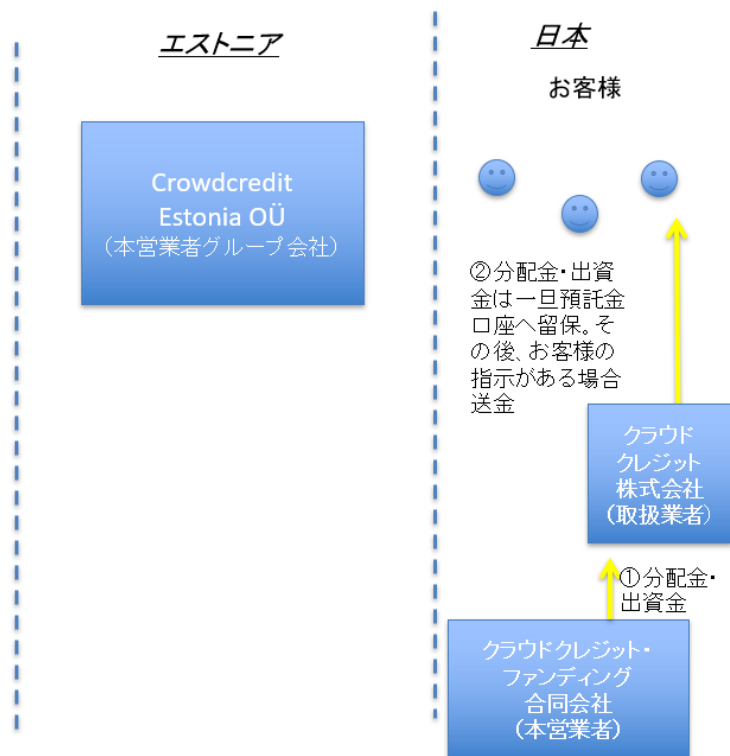 エストニア
日本
お客様
Crowdcredit
Estonia OÜ
（本営業者グループ会社）
②分配金・出資
金は一旦預託金
口座へ留保。そ
の後、お客様の
指示がある場合
送金
クラウド
クレジット
株式会社
（取扱業者）
①分配金・
出資金
クラウドクレジット・
ファンディング
合同会社
（本営業者）